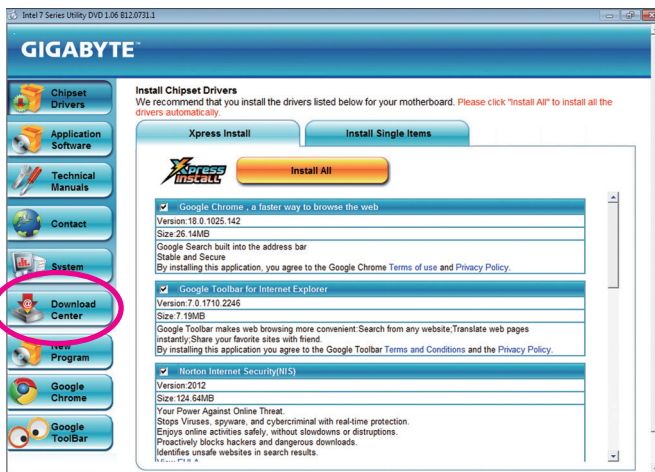 Intel 7 Series Utility DVD 1.06 B12.0731.1
GIGABYTE™
Chipset
Drivers
Application
Software
Technical
Manuals
Contact
System
Download
Center
New
Program
Google
Chrome
Google
ToolBar
Install Chipset Drivers
We recommend that you install the drivers listed below for your motherboard. Please click "Install All" to install all the
drivers automatically.
Xpress Install
Install Single Items
Xpress
INSTALL
Install All
Google Chrome , a faster way to browse the web
Version:18.0.1025.142
Size:26.14MB
Google Search built into the address bar
Stable and Secure
By installing this application, you agree to the Google Chrome Terms of use and Privacy Policy.
Google Toolbar for Internet Explorer
Version:7.0.1710.2246
Size:7.19MB
Google Toolbar makes web browsing more convenient:Search from any website;Translate web pages
instantly;Share your favorite sites with friend.
By installing this application you agree to the Google Toolbar Terms and Conditions and the Privacy Policy.
Norton Internet Security(NIS)
Version:2012
Size:124.64MB
Your Power Against Online Threat.
Stops Viruses, spyware, and cybercriminal with real-time protection.
Enjoys online activities safely, without slowdowns or distruptions.
Proactively blocks hackers and dangerous downloads.
Identifies unsafe websites in search results.
View EULA